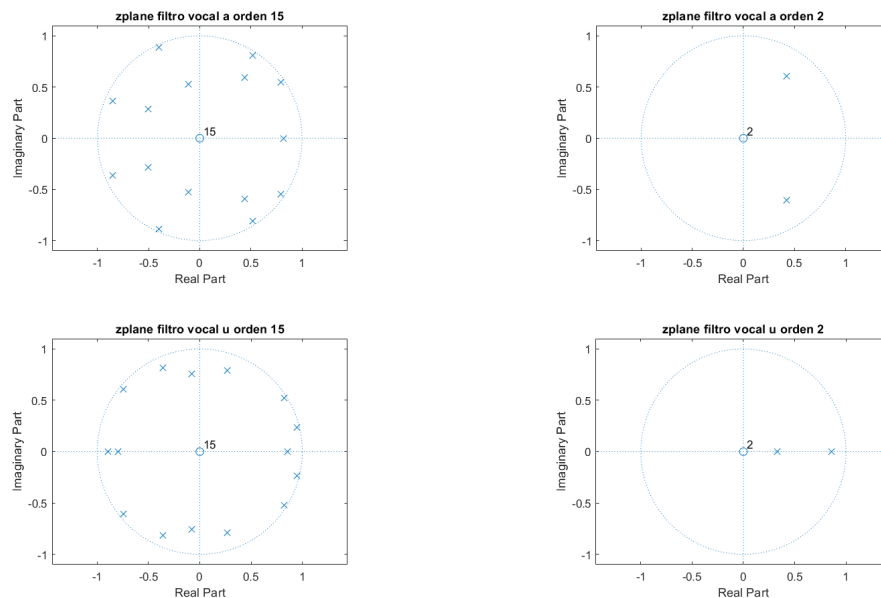 zplane filtro vocal a orden 15
1
0.5
0
-0.5
-1
Imaginary Part
15
-1 -0.5 0 0.5 1
Real Part
zplane filtro vocal a orden 2
1
0.5
0
-0.5
-1
Imaginary Part
2
-1 -0.5 0 0.5 1
Real Part
zplane filtro vocal u orden 15
1
0.5
0
-0.5
-1
Imaginary Part
15
-1 -0.5 0 0.5 1
Real Part
zplane filtro vocal u orden 2
1
0.5
0
-0.5
-1
Imaginary Part
2
-1 -0.5 0 0.5 1
Real Part